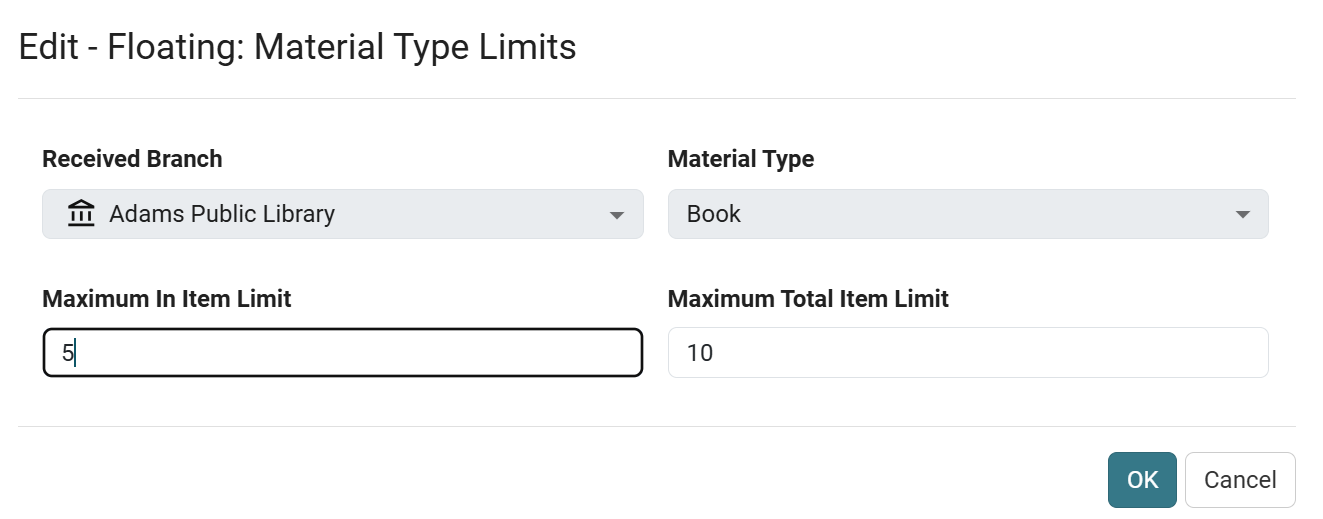 Edit - Floating: Material Type Limits
Received Branch
Material Type
Adams Public Library
Book
Maximum In Item Limit
Maximum Total Item Limit
5
10
OK
Cancel